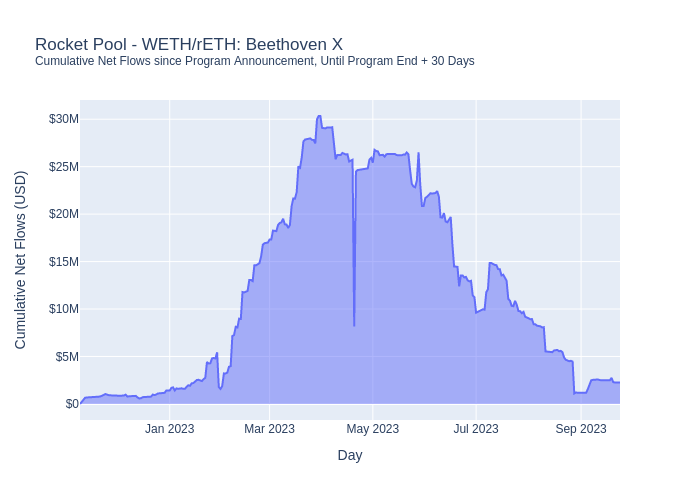 Rocket Pool - WETH/rETH: Beethoven X
Cumulative Net Flows since Program Announcement, Until Program End + 30 Days
Cumulative Net Flows (USD)
$30M
$25M
$20M
$15M
$10M
$5M
$0
Jan 2023
Mar 2023
May 2023
Jul 2023
Sep 2023
Day